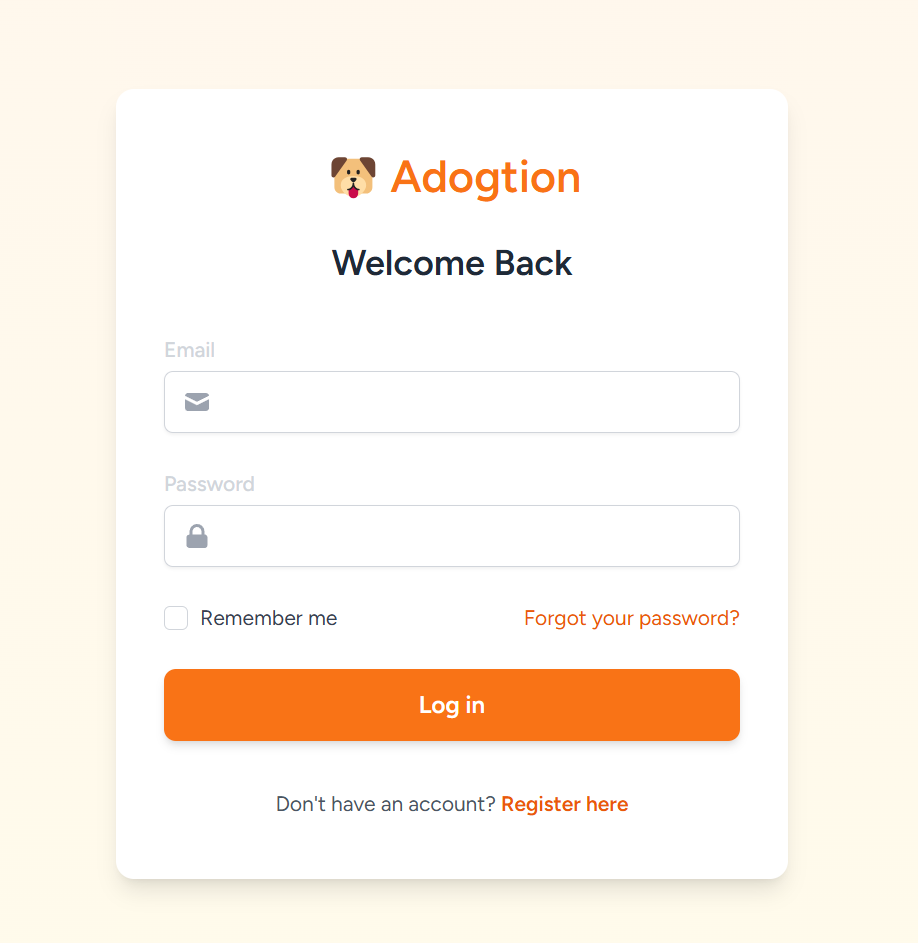 Adogtion
Welcome Back
Email
Password
Remember me
Forgot your password?
Log in
Don't have an account? Register here